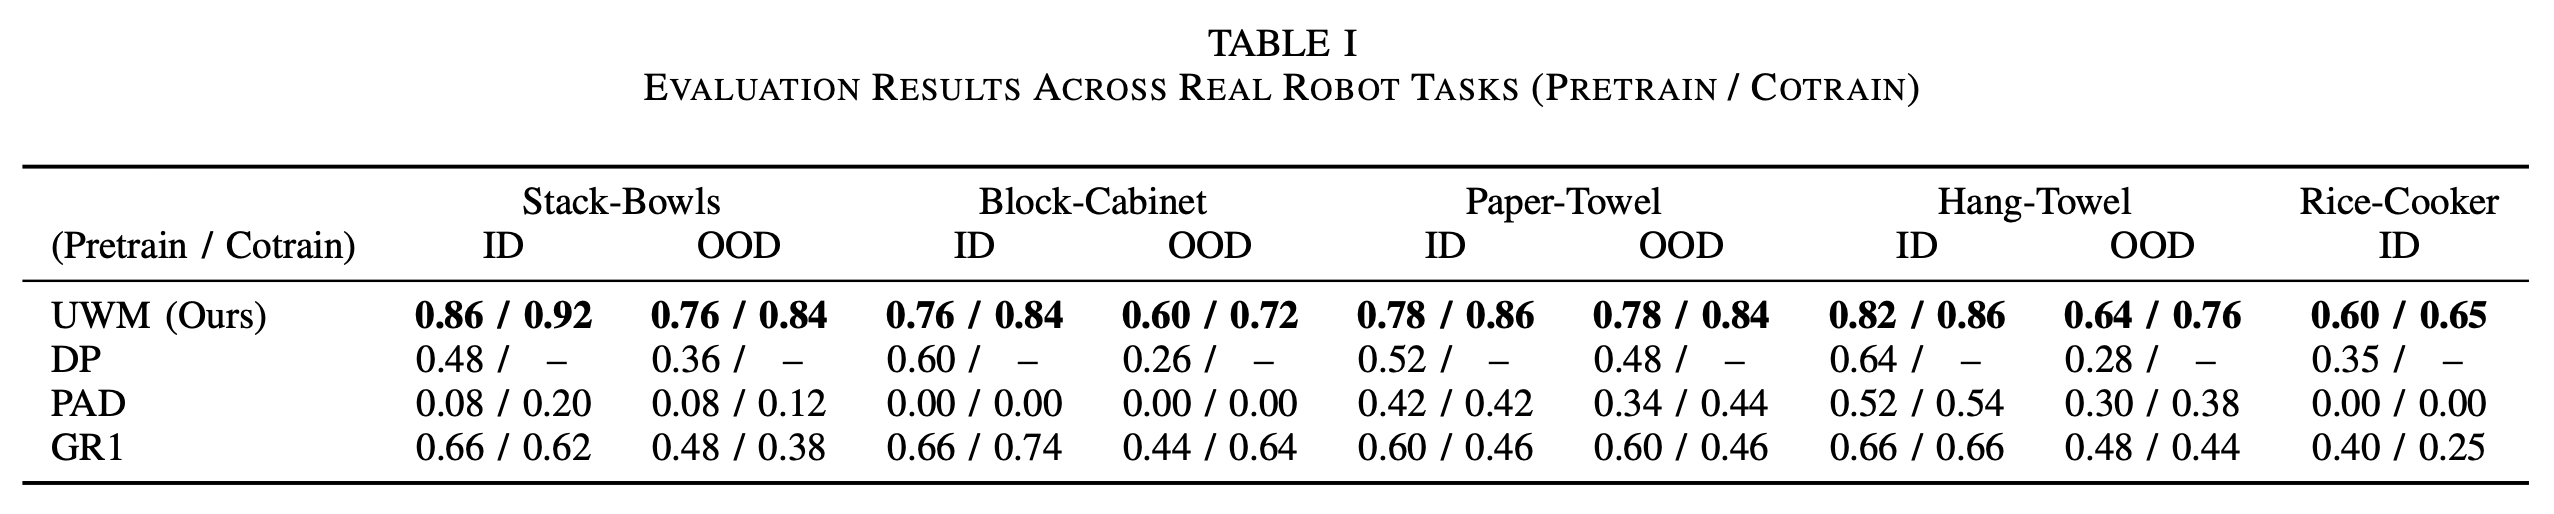 TABLE I
EVALUATION RESULTS ACROSS REAL ROBOT TASKS (PRETRAIN / COTRAIN)
Stack-Bowls Block-Cabinet Paper-Towel Hang-Towel Rice-Cooker
(Pretrain / Cotrain) ID OOD ID OOD ID OOD ID OOD ID
UWM (Ours) 0.86 / 0.92 0.76 / 0.84 0.76 / 0.84 0.60 / 0.72 0.78 / 0.86 0.78 / 0.84 0.82 / 0.86 0.64 / 0.76 0.60 / 0.65
DP 0.48 / – 0.36 / – 0.60 / – 0.26 / – 0.52 / – 0.48 / – 0.64 / – 0.28 / – 0.35 / –
PAD 0.08 / 0.20 0.08 / 0.12 0.00 / 0.00 0.00 / 0.00 0.42 / 0.42 0.34 / 0.44 0.52 / 0.54 0.30 / 0.38 0.00 / 0.00
GR1 0.66 / 0.62 0.48 / 0.38 0.66 / 0.74 0.44 / 0.64 0.60 / 0.46 0.60 / 0.46 0.66 / 0.66 0.48 / 0.44 0.40 / 0.25